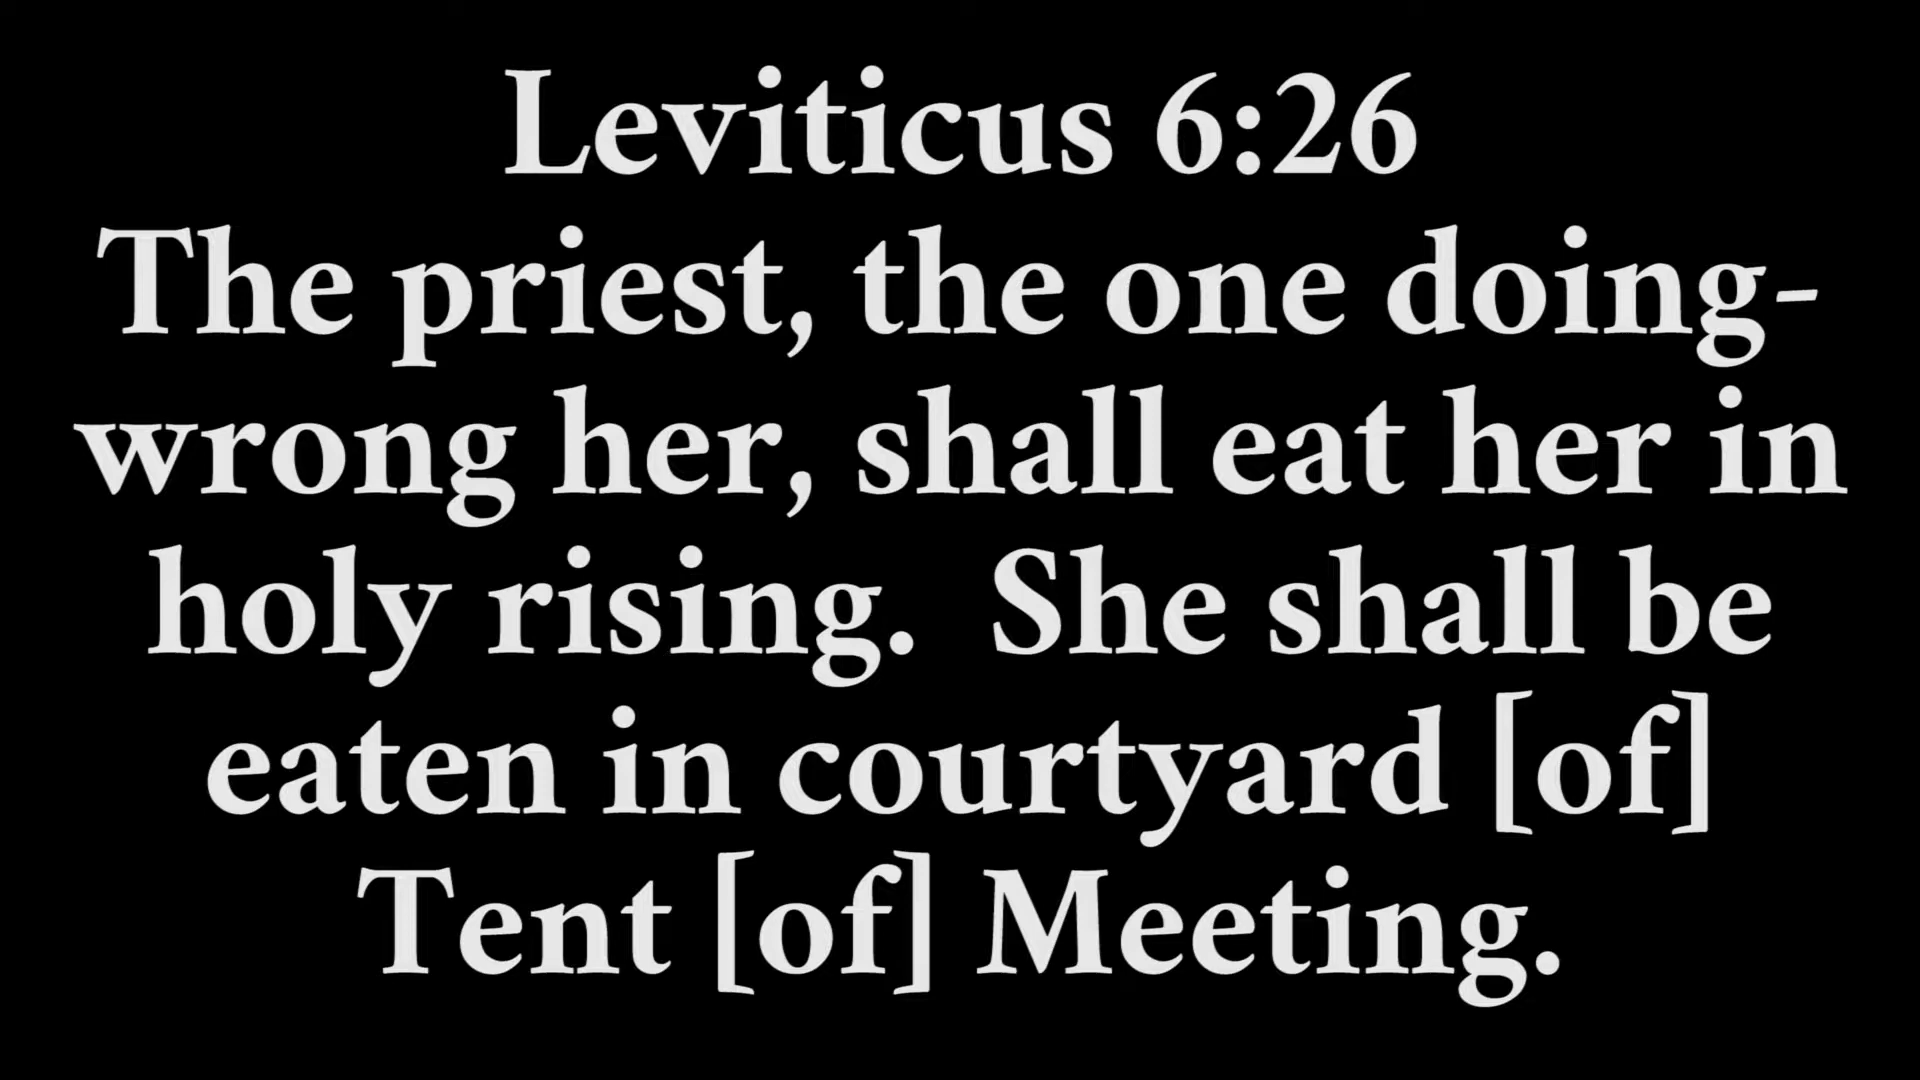 Leviticus 6:26
The priest, the one doing-
wrong her, shall eat her in
holy rising.  She shall be
eaten in courtyard [of]
Tent [of] Meeting.